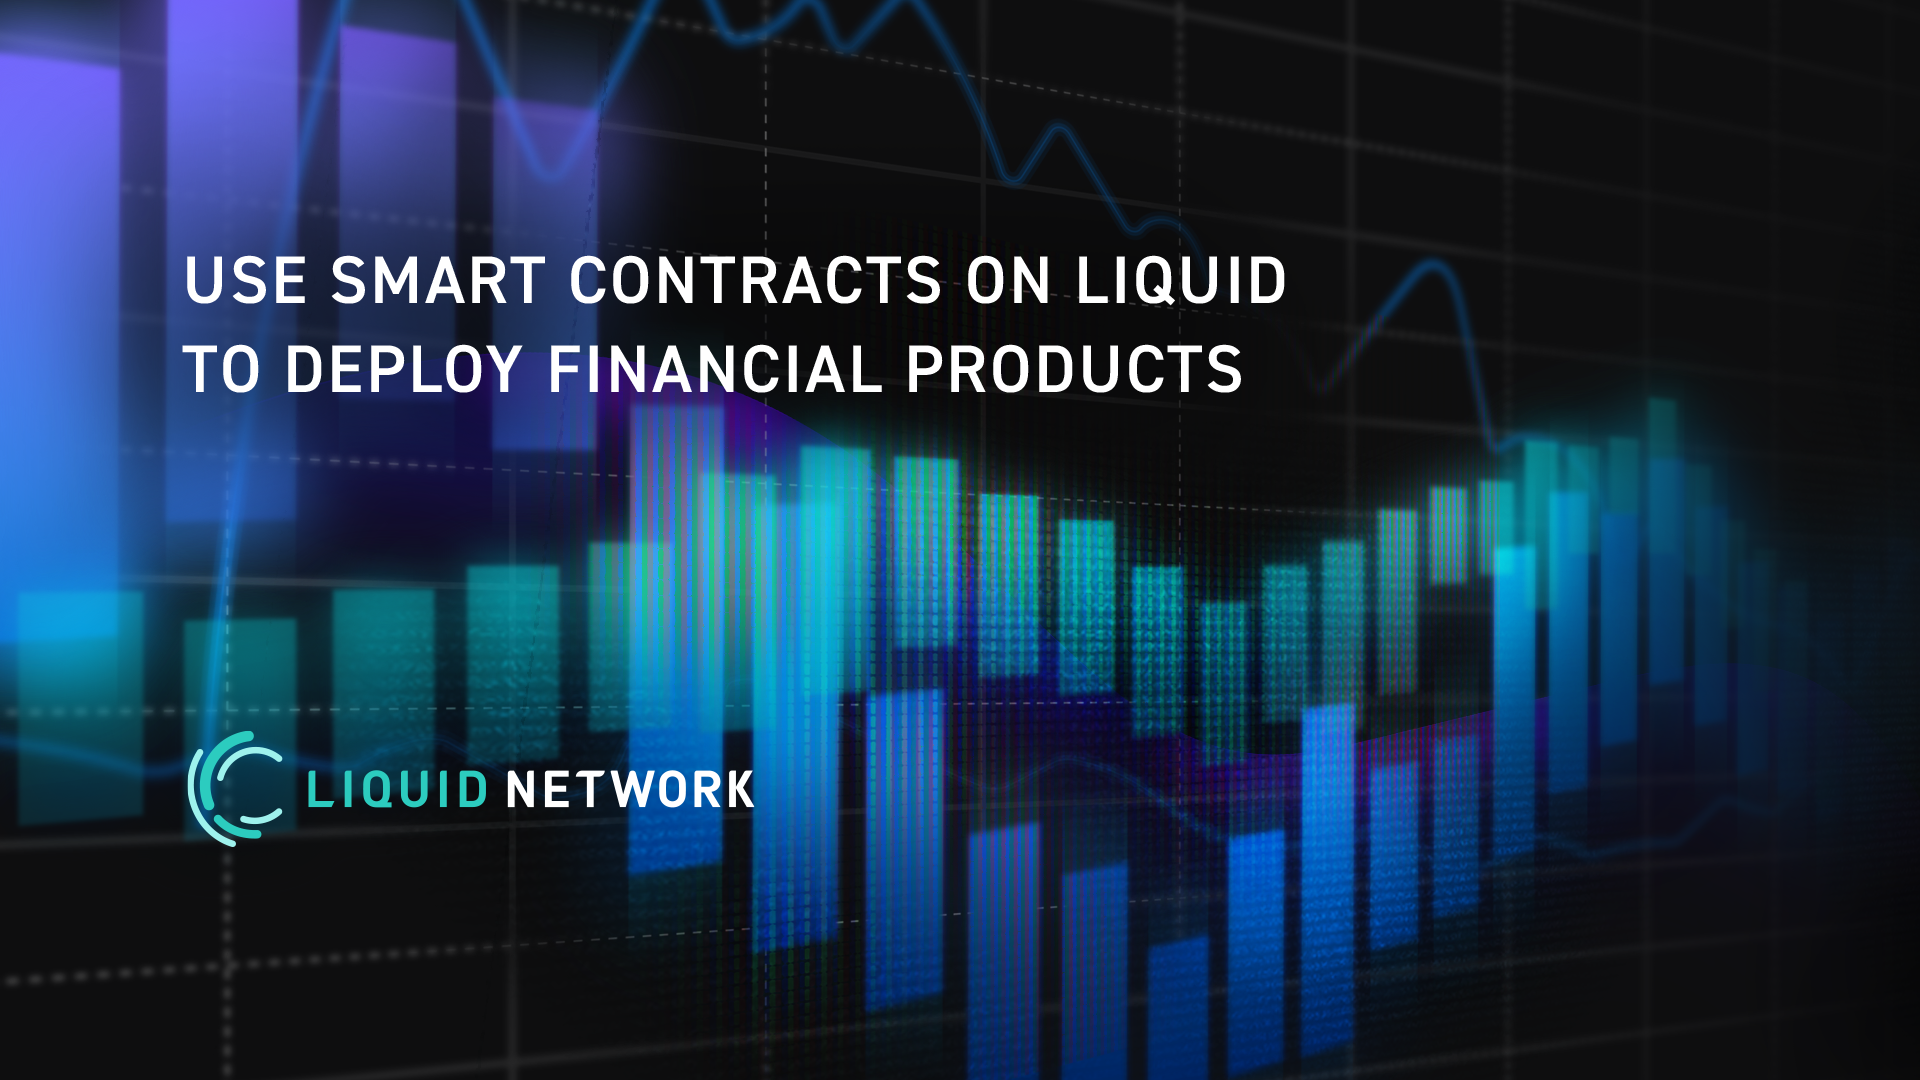 USE SMART CONTRACTS ON LIQUID
TO DEPLOY FINANCIAL PRODUCTS
LIQUID NETWORK